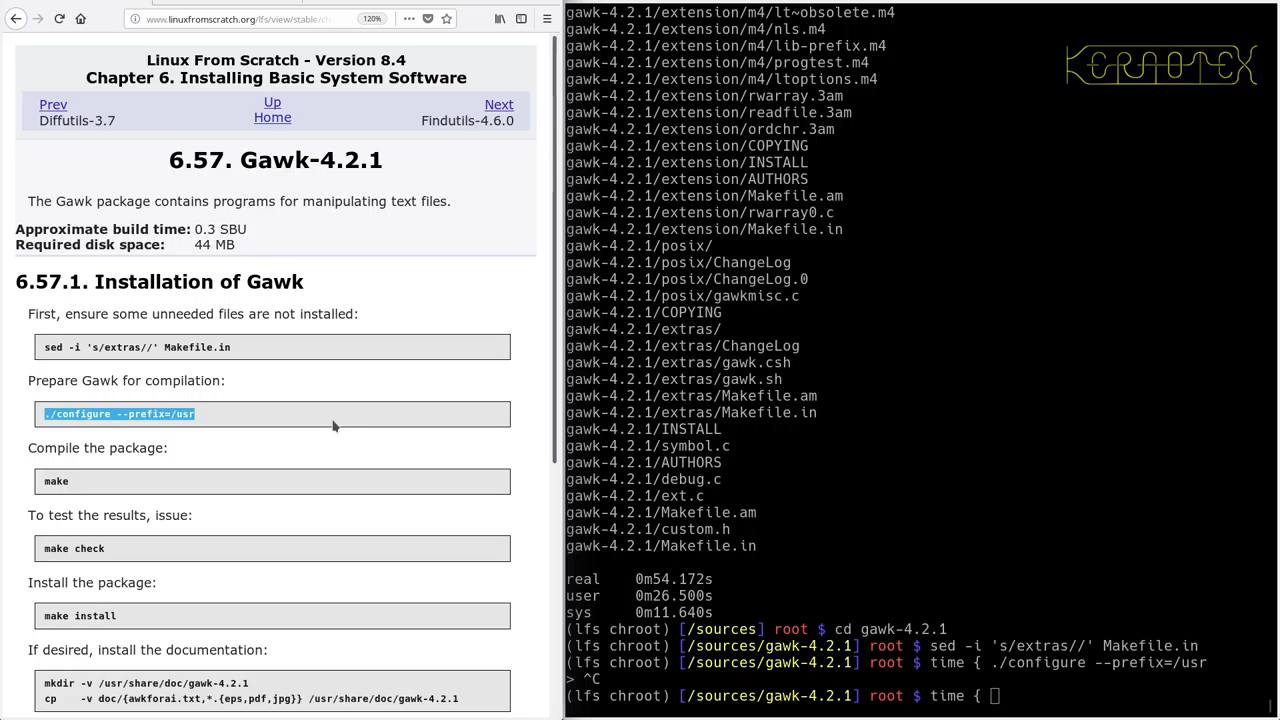 www.linuxfromscratch.org/lfs/view/stable/ch
120%
Linux From Scratch - Version 8.4
Chapter 6. Installing Basic System Software
Prev
Up
Next
Diffutils-3.7
Home
Findutils-4.6.0
6.57. Gawk-4.2.1
The Gawk package contains programs for manipulating text files.
Approximate build time: 0.3 SBU
Required disk space: 44 MB
6.57.1. Installation of Gawk
First, ensure some unneeded files are not installed:
sed -i 's/extras//' Makefile.in
Prepare Gawk for compilation:
./configure --prefix=/usr
Compile the package:
make
To test the results, issue:
make check
Install the package:
make install
If desired, install the documentation:
mkdir -v /usr/share/doc/gawk-4.2.1
cp    -v doc/{awkforai.txt,*.{eps,pdf,jpg}} /usr/share/doc/gawk-4.2.1
gawk-4.2.1/extension/m4/lt~obsolete.m4
gawk-4.2.1/extension/m4/nls.m4
gawk-4.2.1/extension/m4/lib-prefix.m4
gawk-4.2.1/extension/m4/progtest.m4
gawk-4.2.1/extension/m4/ltoptions.m4
gawk-4.2.1/extension/rwarray.3am
gawk-4.2.1/extension/readfile.3am
gawk-4.2.1/extension/ordchr.3am
gawk-4.2.1/extension/COPYING
gawk-4.2.1/extension/INSTALL
gawk-4.2.1/extension/AUTHORS
gawk-4.2.1/extension/Makefile.am
gawk-4.2.1/extension/rwarray0.c
gawk-4.2.1/extension/Makefile.in
gawk-4.2.1/posix/
gawk-4.2.1/posix/ChangeLog
gawk-4.2.1/posix/ChangeLog.0
gawk-4.2.1/posix/gawkmisc.c
gawk-4.2.1/COPYING
gawk-4.2.1/extras/
gawk-4.2.1/extras/ChangeLog
gawk-4.2.1/extras/gawk.csh
gawk-4.2.1/extras/gawk.sh
gawk-4.2.1/extras/Makefile.am
gawk-4.2.1/extras/Makefile.in
gawk-4.2.1/INSTALL
gawk-4.2.1/symbol.c
gawk-4.2.1/AUTHORS
gawk-4.2.1/debug.c
gawk-4.2.1/ext.c
gawk-4.2.1/Makefile.am
gawk-4.2.1/custom.h
gawk-4.2.1/Makefile.in
real    0m54.172s
user    0m26.500s
sys     0m11.640s
(lfs chroot) [/sources] root $ cd gawk-4.2.1
(lfs chroot) [/sources/gawk-4.2.1] root $ sed -i 's/extras//' Makefile.in
(lfs chroot) [/sources/gawk-4.2.1] root $ time { ./configure --prefix=/usr
> ^C
(lfs chroot) [/sources/gawk-4.2.1] root $ time {